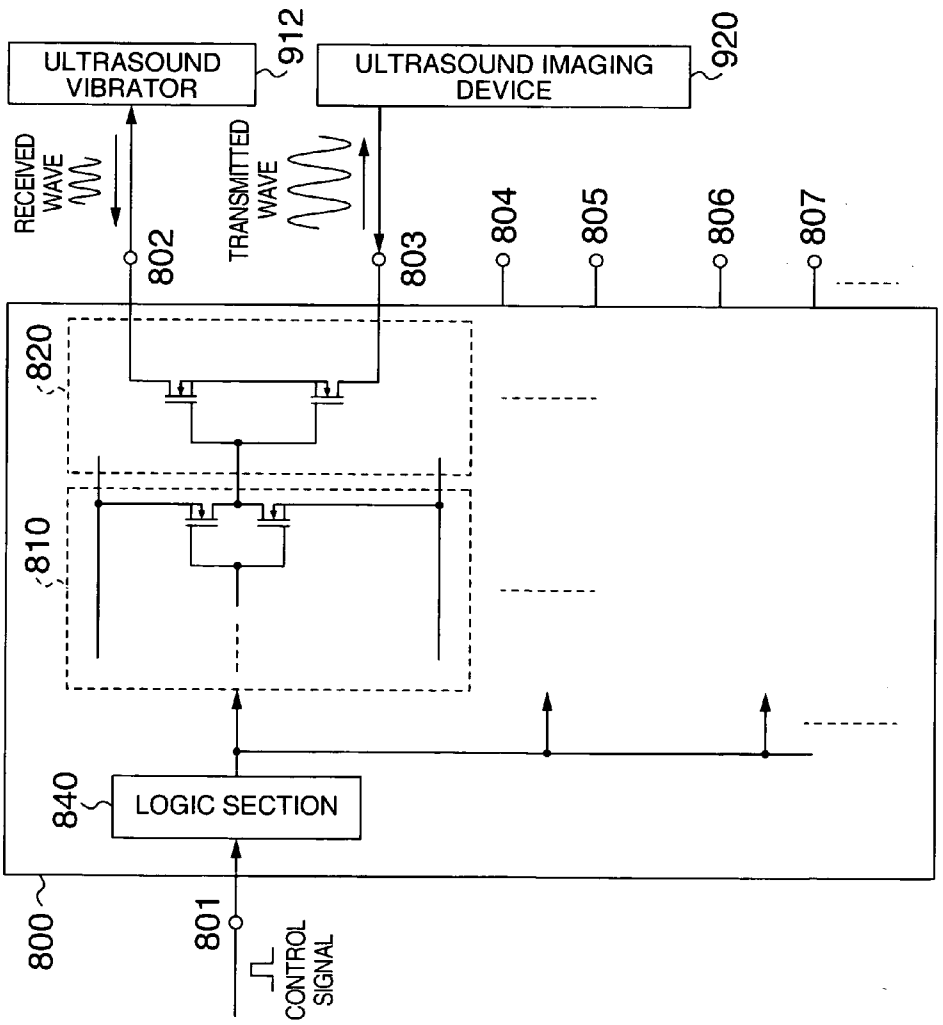 ULTRASOUND
VIBRATOR
912
ULTRASOUND IMAGING
DEVICE
920
RECEIVED
WAVE
TRANSMITTED
WAVE
802
803
804
805
806
807
820
810
840
LOGIC SECTION
800
801
CONTROL
SIGNAL